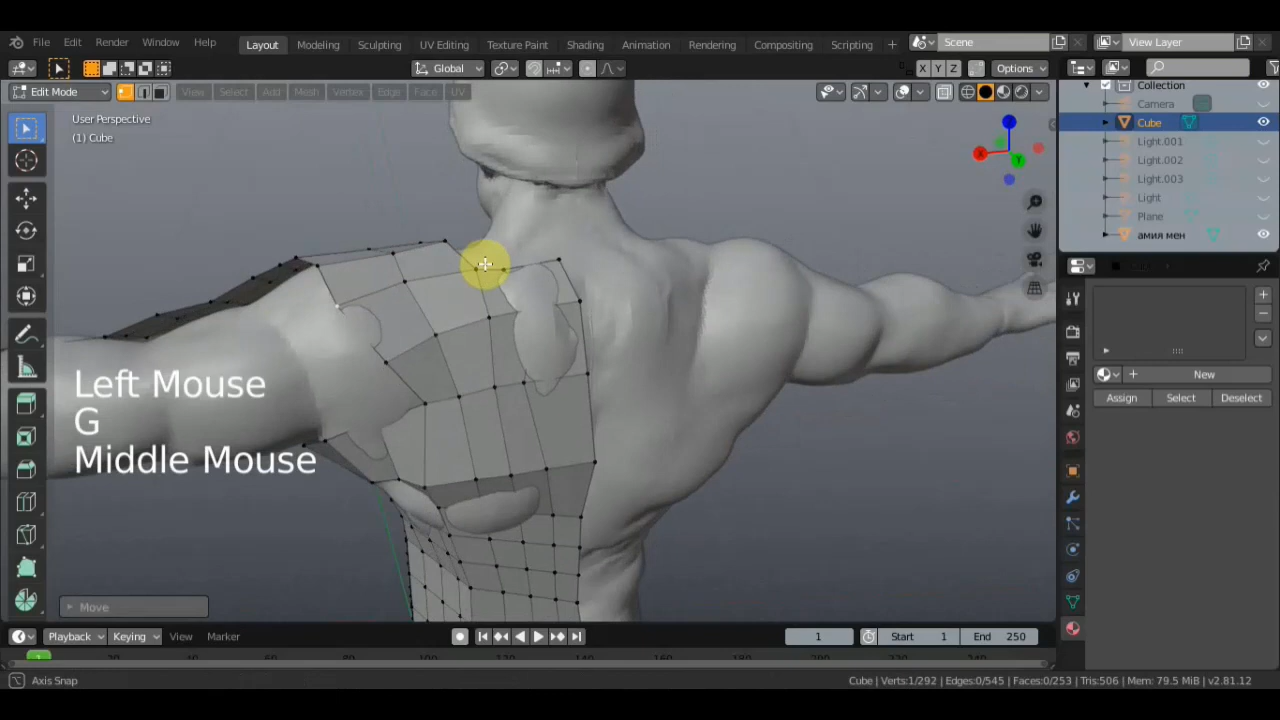 File Edit Render Window Help Layout Modeling Sculpting UV Editing Texture Paint Shading Animation Rendering Compositing Scripting + Scene View Layer
Global X Y Z Options
Edit Mode View Select Add Mesh Vertex Edge Face UV
User Perspective
(1) Cube
Collection
Camera
Cube
Light.001
Light.002
Light.003
Light
Plane
амия мен
X Y Z
Left Mouse
G
Middle Mouse
New
Assign Select Deselect
Move
Playback Keying View Marker 1 Start 1 End 250
Axis Snap Cube | Verts:1/292 | Edges:0/545 | Faces:0/253 | Tris:506 | Mem: 79.5 MiB | v2.81.12